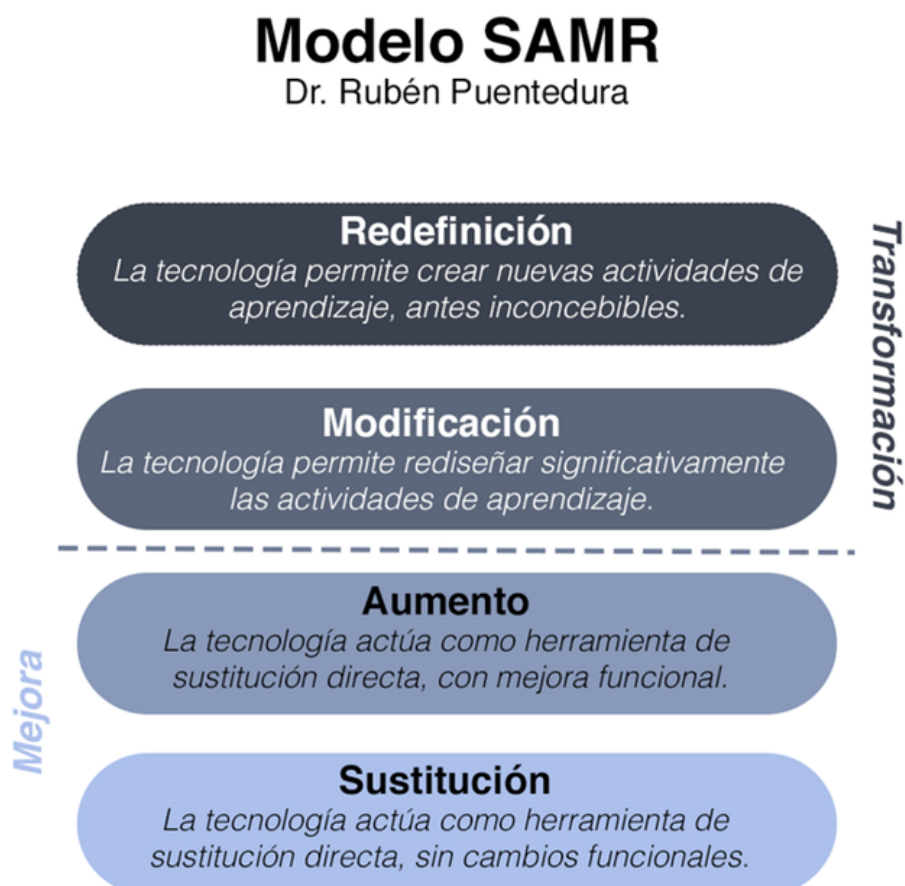 Modelo SAMR
Dr. Rubén Puentedura
Redefinición
La tecnología permite crear nuevas actividades de
aprendizaje, antes inconcebibles.
Transformación
Modificación
La tecnología permite rediseñar significativamente
las actividades de aprendizaje.
Aumento
La tecnología actúa como herramienta de
sustitución directa, con mejora funcional.
Mejora
Sustitución
La tecnología actúa como herramienta de
sustitución directa, sin cambios funcionales.